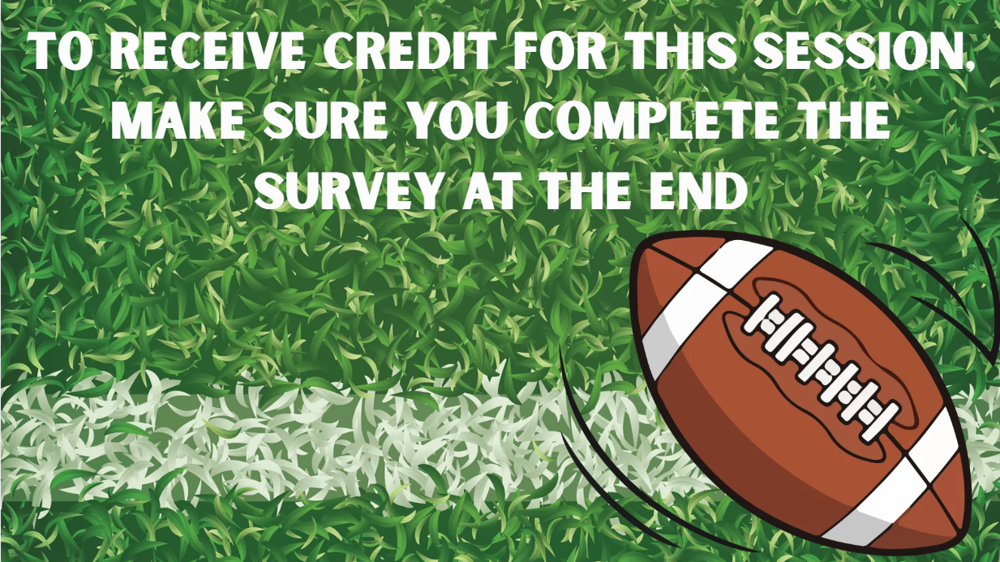 TO RECEIVE CREDIT FOR THIS SESSION,
MAKE SURE YOU COMPLETE THE
SURVEY AT THE END